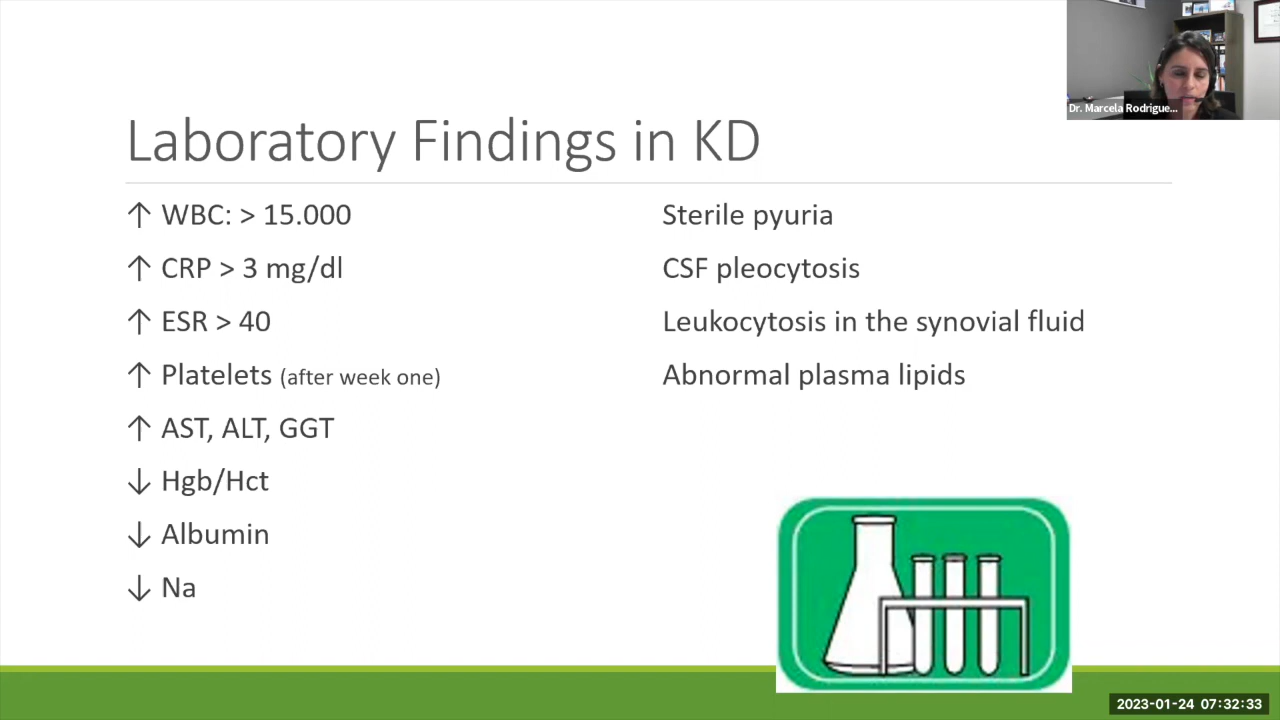 Dr. Marcela Rodrigue...
Laboratory Findings in KD
↑ WBC: > 15.000
↑ CRP > 3 mg/dl
↑ ESR > 40
↑ Platelets (after week one)
↑ AST, ALT, GGT
↓ Hgb/Hct
↓ Albumin
↓ Na
Sterile pyuria
CSF pleocytosis
Leukocytosis in the synovial fluid
Abnormal plasma lipids
2023-01-24 07:32:33